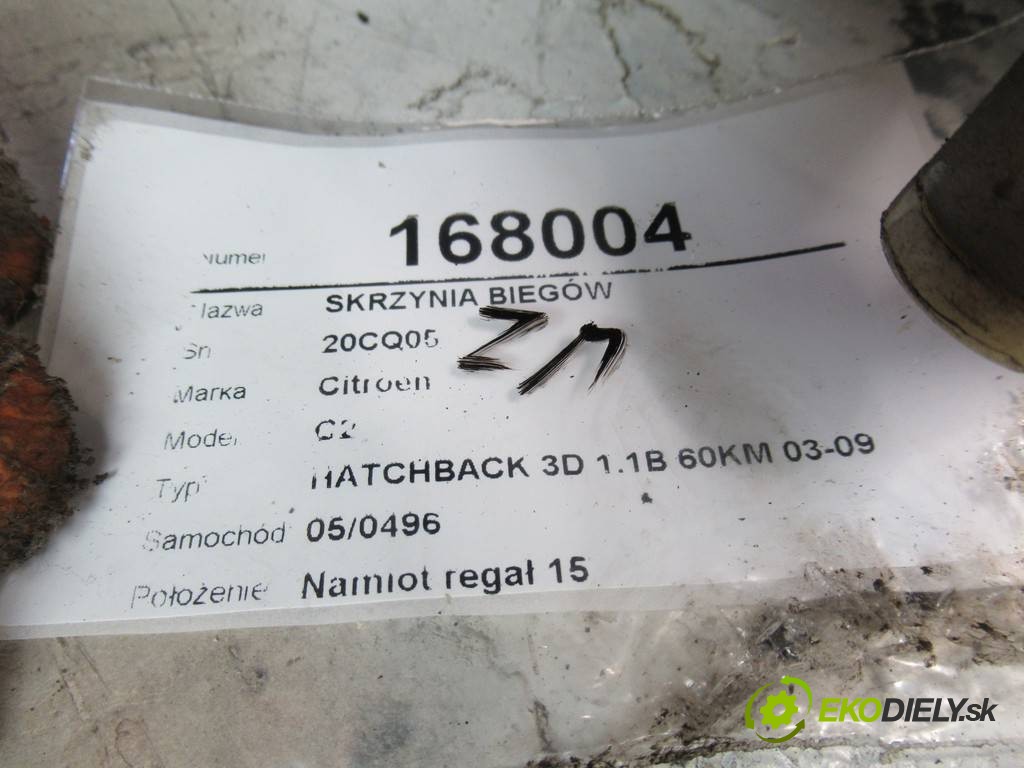 Numer 168004
Nazwa SKRZYNIA BIEGÓW
Sn 20CQ05
Marka Citroen
Model C2
Typ HATCHBACK 3D 1.1B 60KM 03-09
Samochód 05/0496
Położenie Namiot regał 15
EKODIELY.sk